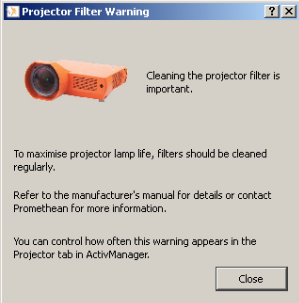 Projector Filter Warning
Cleaning the projector filter is
important.
To maximise projector lamp life, filters should be cleaned
regularly.
Refer to the manufacturer's manual for details or contact
Promethean for more information.
You can control how often this warning appears in the
Projector tab in ActivManager.
Close